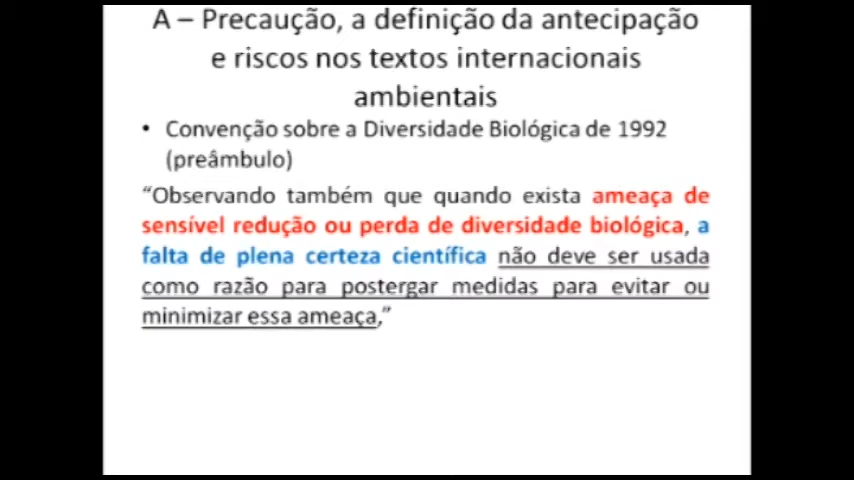 A – Precaução, a definição da antecipação
e riscos nos textos internacionais
ambientais
• Convenção sobre a Diversidade Biológica de 1992
(preâmbulo)
“Observando também que quando exista ameaça de
sensível redução ou perda de diversidade biológica, a
falta de plena certeza científica não deve ser usada
como razão para postergar medidas para evitar ou
minimizar essa ameaça,”